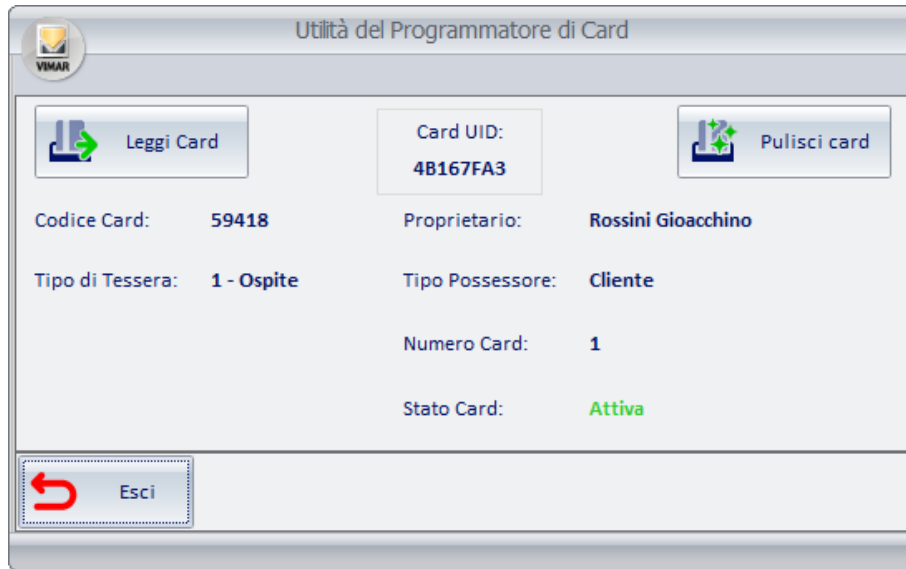 Utilità del Programmatore di Card
VIMAR
Leggi Card
Card UID:
4B167FA3
Pulisci card
Codice Card: 59418 Proprietario: Rossini Gioacchino
Tipo di Tessera: 1 - Ospite Tipo Possessore: Cliente
Numero Card: 1
Stato Card: Attiva
Esci